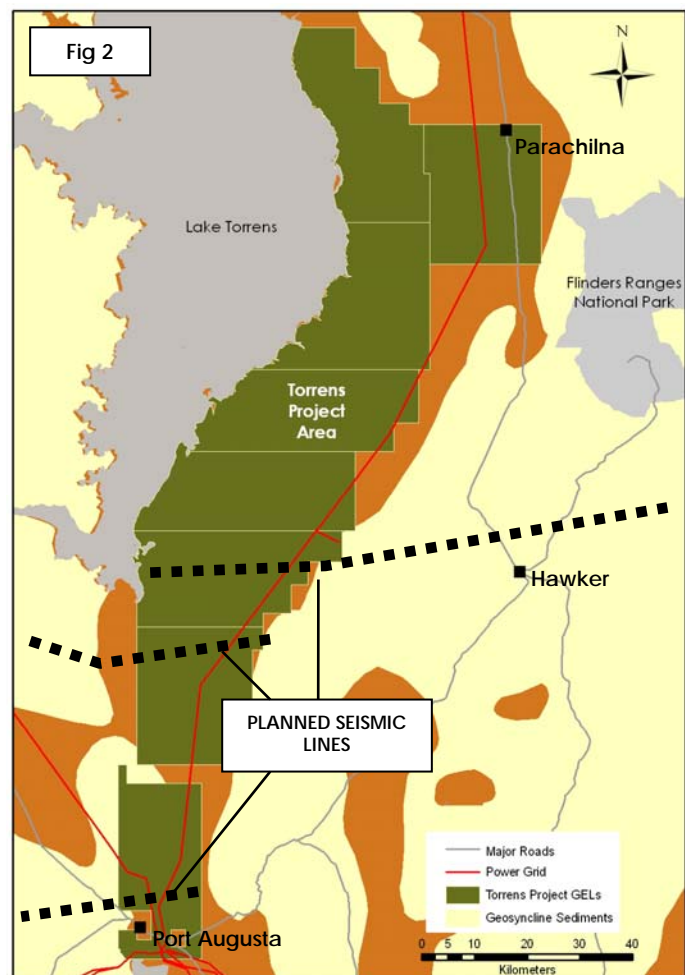 Fig 2
N
Parachilna
Lake Torrens
Flinders Ranges
National Park
Torrens
Project
Area
Hawker
PLANNED SEISMIC
LINES
Major Roads
Power Grid
Torrens Project GELs
Geosyncline Sediments
Port Augusta
0 5 10 20 30 40
Kilometers